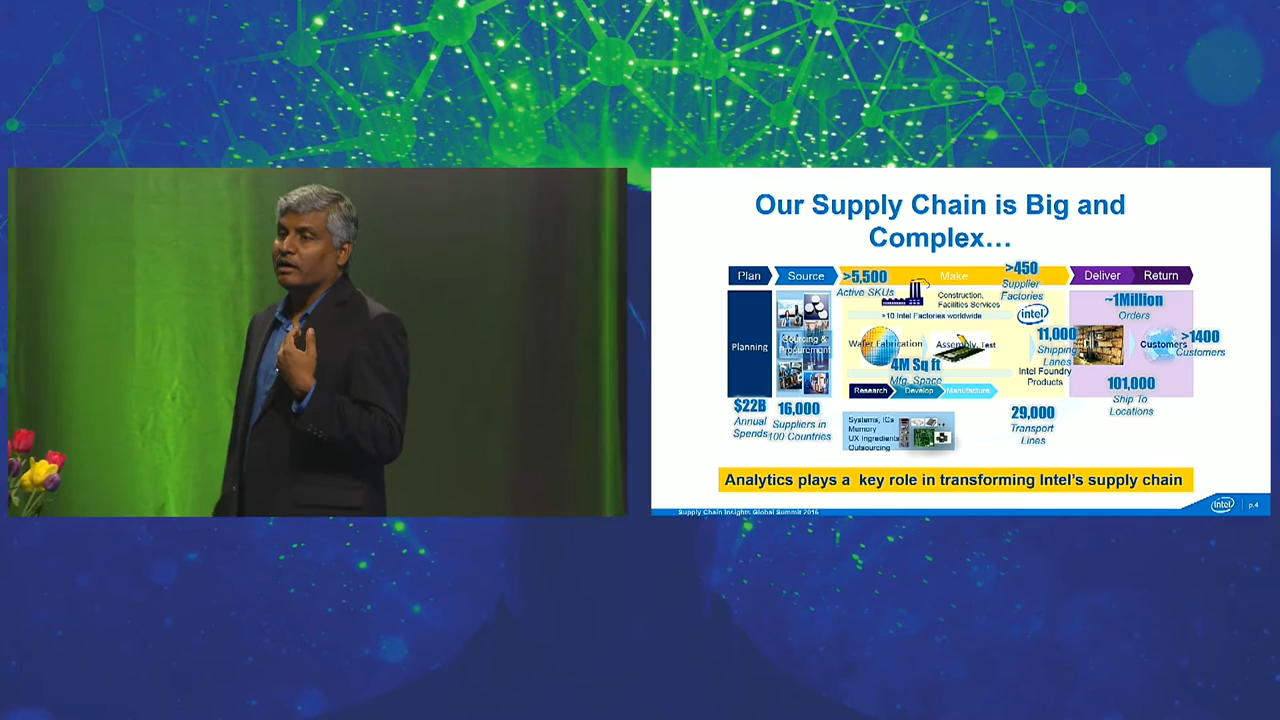 Our Supply Chain is Big and
Complex…
Plan
Source
Make
Deliver
Return
>5,500
Active SKUs
>450
Supplier
Factories
Construction,
Facilities Services
>10 Intel Factories worldwide
intel
~1Million
Orders
Planning
Sourcing &
Procurement
Wafer Fabrication
Assembly, Test
11,000
Shipping
Lanes
Customers
>1400
Customers
4M Sq ft
Mfg. Space
Intel Foundry
Products
Research
Develop
Manufacture
101,000
Ship To
Locations
$22B
Annual
Spends
16,000
Suppliers in
100 Countries
Systems, ICs
Memory
UX Ingredients
Outsourcing
29,000
Transport
Lines
Analytics plays a key role in transforming Intel's supply chain
Supply Chain Insights Global Summit 2016
intel
p.4